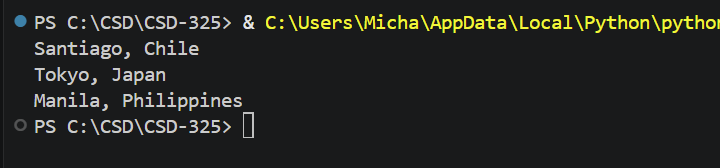 PS C:\CSD\CSD-325> & C:\Users\Micha\AppData\Local\Python\python
Santiago, Chile
Tokyo, Japan
Manila, Philippines
PS C:\CSD\CSD-325>